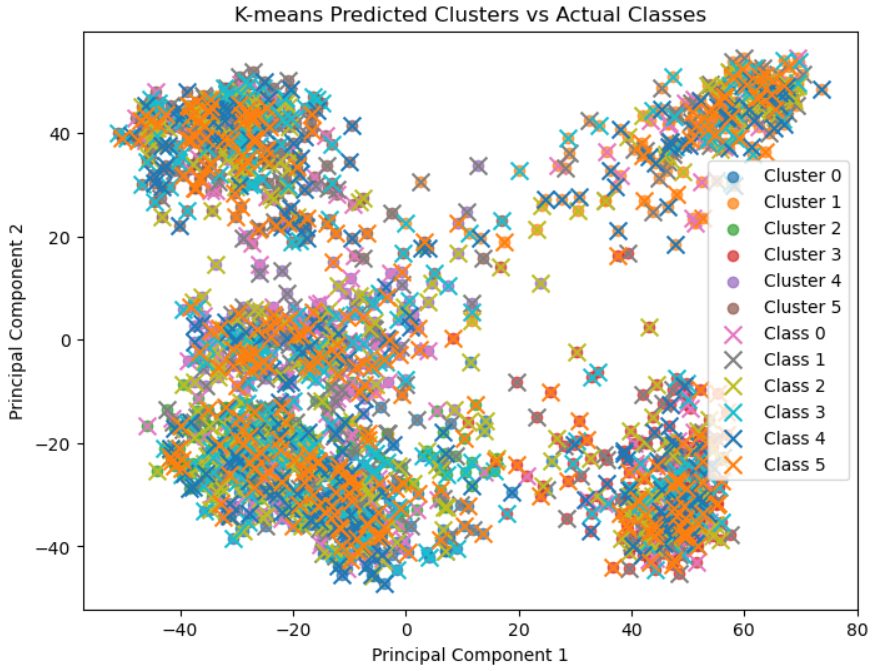 K-means Predicted Clusters vs Actual Classes
Principal Component 2
40
20
0
−20
−40
Cluster 0
Cluster 1
Cluster 2
Cluster 3
Cluster 4
Cluster 5
Class 0
Class 1
Class 2
Class 3
Class 4
Class 5
−40 −20 0 20 40 60 80
Principal Component 1